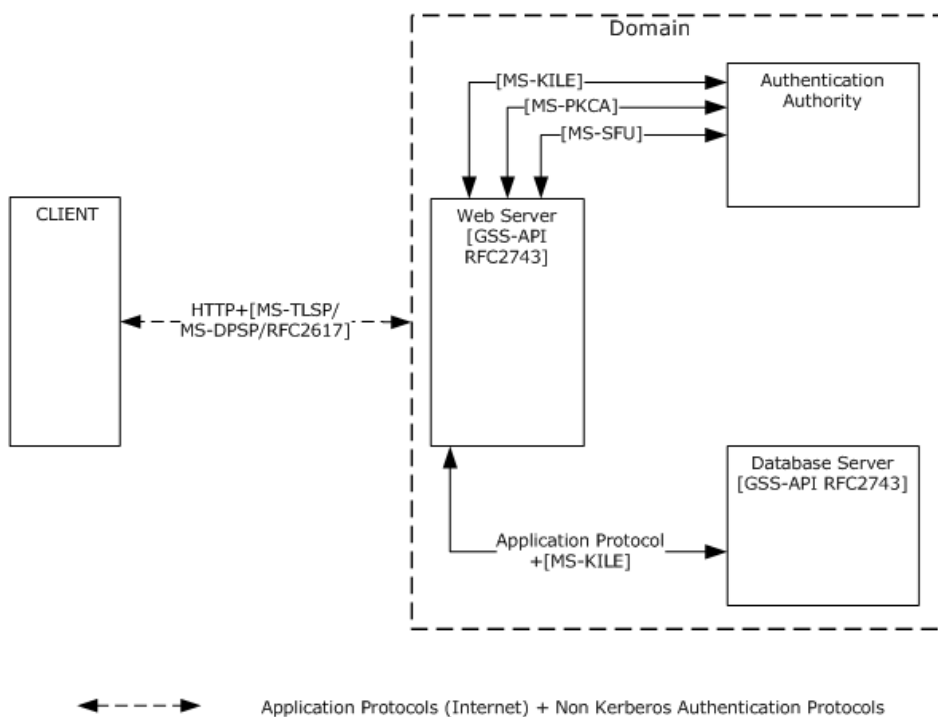 Domain
[MS-KILE]
[MS-PKCA]
[MS-SFU]
Authentication
Authority
CLIENT
Web Server
[GSS-API
RFC2743]
HTTP+[MS-TLSP/
MS-DPSP/RFC2617]
Database Server
[GSS-API RFC2743]
Application Protocol
+[MS-KILE]
Application Protocols (Internet) + Non Kerberos Authentication Protocols